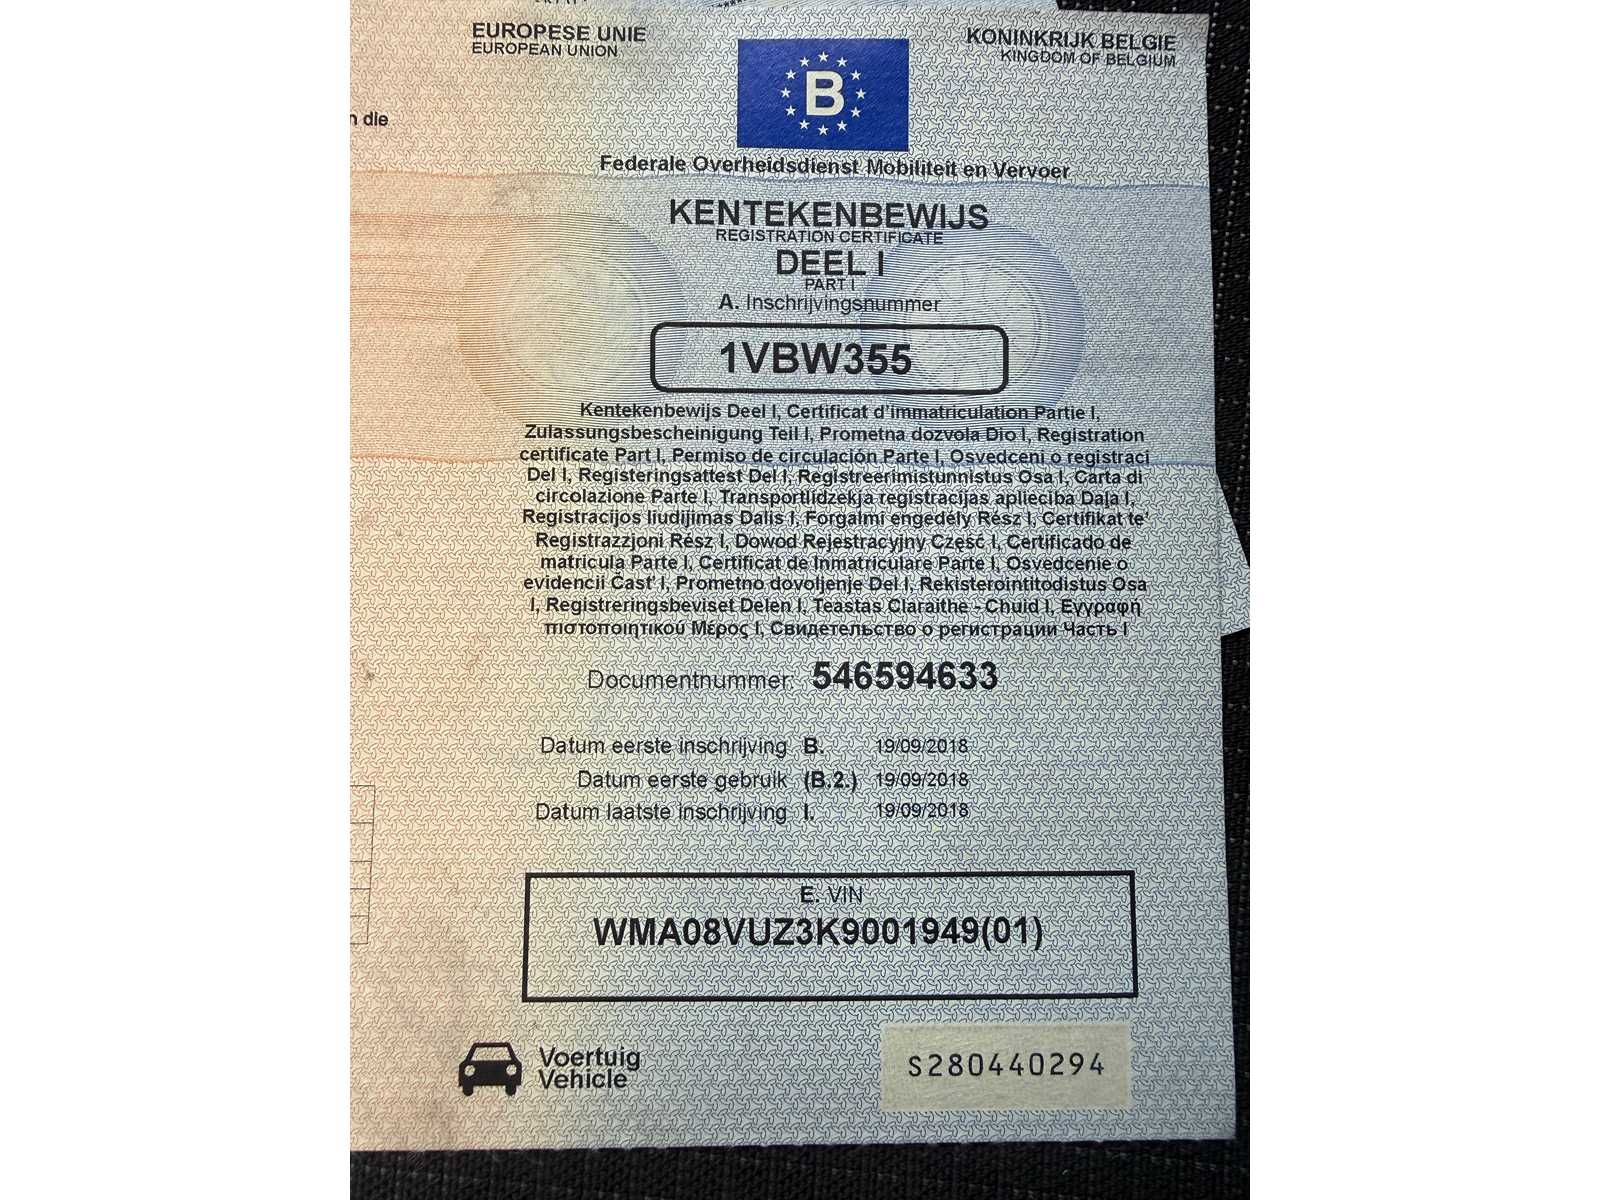 EUROPESE UNIE
EUROPEAN UNION
KONINKRIJK BELGIE
KINGDOM OF BELGIUM
B
n die
Federale Overheidsdienst Mobiliteit en Vervoer
KENTEKENBEWIJS
REGISTRATION CERTIFICATE
DEEL I
PART I
A. Inschrijvingsnummer
1VBW355
Kentekenbewijs Deel I, Certificat d'immatriculation Partie I,
Zulassungsbescheinigung Teil I, Prometna dozvola Dio I, Registration
certificate Part I, Permiso de circulación Parte I, Osvedceni o registraci
Del I, Registeringsattest Del I, Registreerimistunnistus Osa I, Carta di
circolazione Parte I, Transportlidzekja registracijas aplieciba Daļa I,
Registracijos liudijimas Dalis I, Forgalmi engedély Rész I, Certifikat te'
Registrazzjoni Rész I, Dowód Rejestracyjny Część I, Certificado de
matricula Parte I, Certificat de Inmatriculare Parte I, Osvedcenie o
evidencii Časť I, Prometno dovoljenje Del I, Rekisterointitodistus Osa
I, Registreringsbeviset Delen I, Teastas Claraithe - Chuid I, Εγγραφή
πιστοποιητικού Μέρος I, Свидетельство о регистрации Часть I
Documentnummer: 546594633
Datum eerste inschrijving B. 19/09/2018
Datum eerste gebruik (B.2.) 19/09/2018
Datum laatste inschrijving I. 19/09/2018
E. VIN
WMA08VUZ3K9001949(01)
Voertuig
Vehicle
S280440294